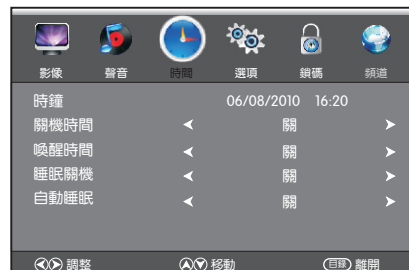 影像 聲音 時間 選項 鎖碼 頻道
時鐘 06/08/2010 16:20
關機時間 關
喚醒時間 關
睡眠關機 關
自動睡眠 關
調整 移動 目錄 離開